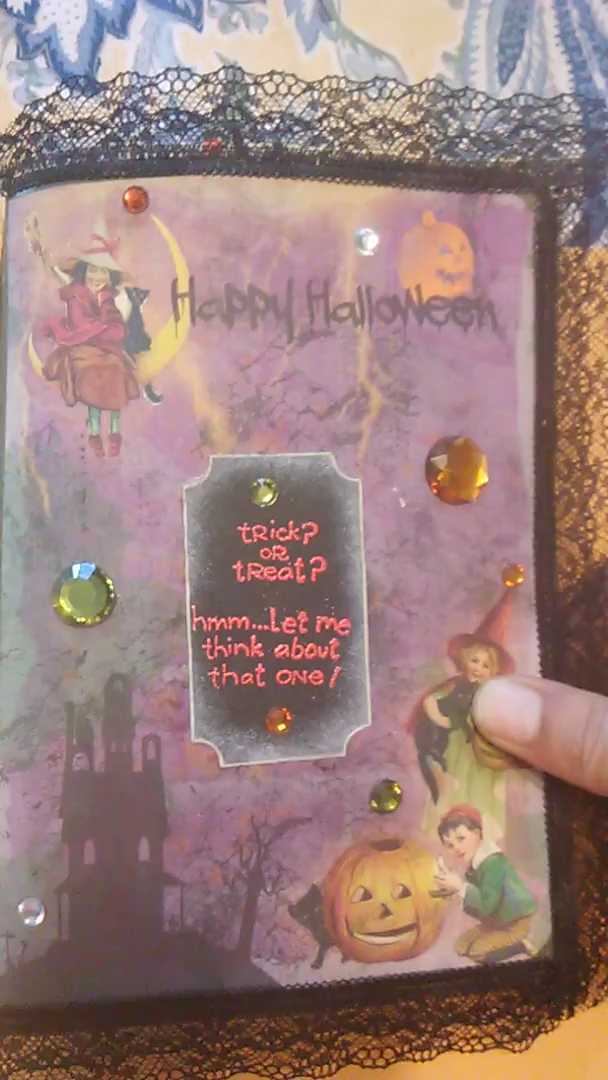 Happy Halloween
tRick?
OR
tReat?
hmm...Let me
think about
that ONe!